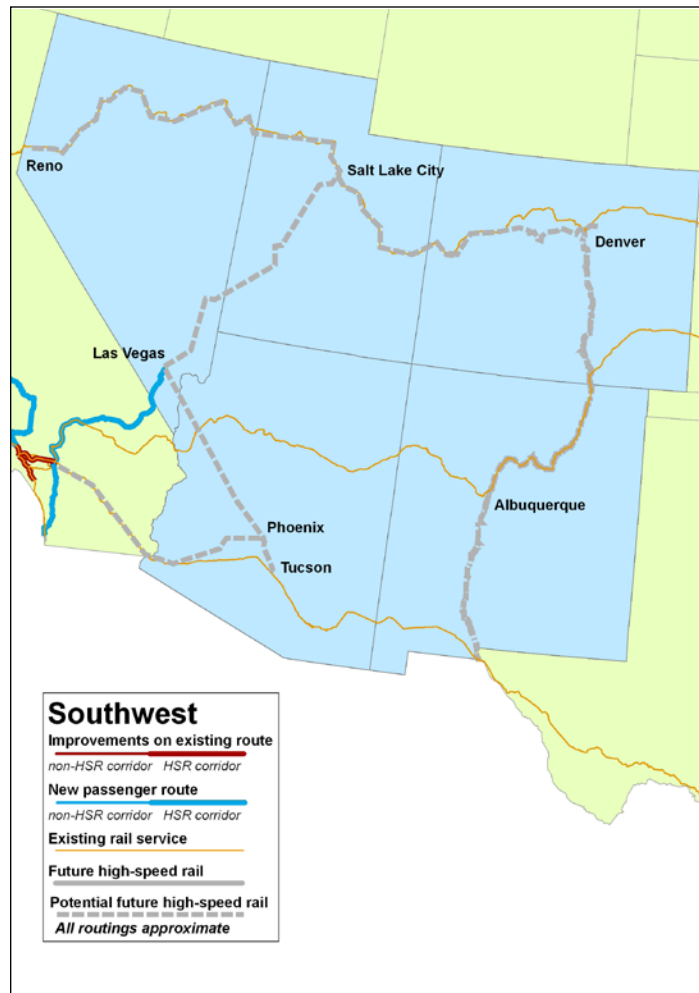 Reno
Salt Lake City
Denver
Las Vegas
Albuquerque
Phoenix
Tucson
Southwest
Improvements on existing route
non-HSR corridor HSR corridor
New passenger route
non-HSR corridor HSR corridor
Existing rail service
Future high-speed rail
Potential future high-speed rail
All routings approximate